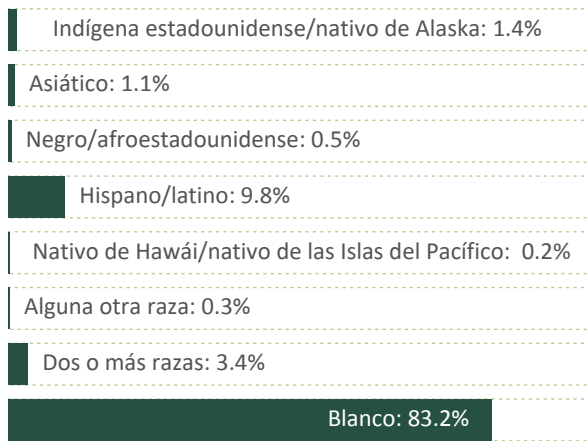 Indígena estadounidense/nativo de Alaska: 1.4%
Asiático: 1.1%
Negro/afroestadounidense: 0.5%
Hispano/latino: 9.8%
Nativo de Hawái/nativo de las Islas del Pacífico: 0.2%
Alguna otra raza: 0.3%
Dos o más razas: 3.4%
Blanco: 83.2%